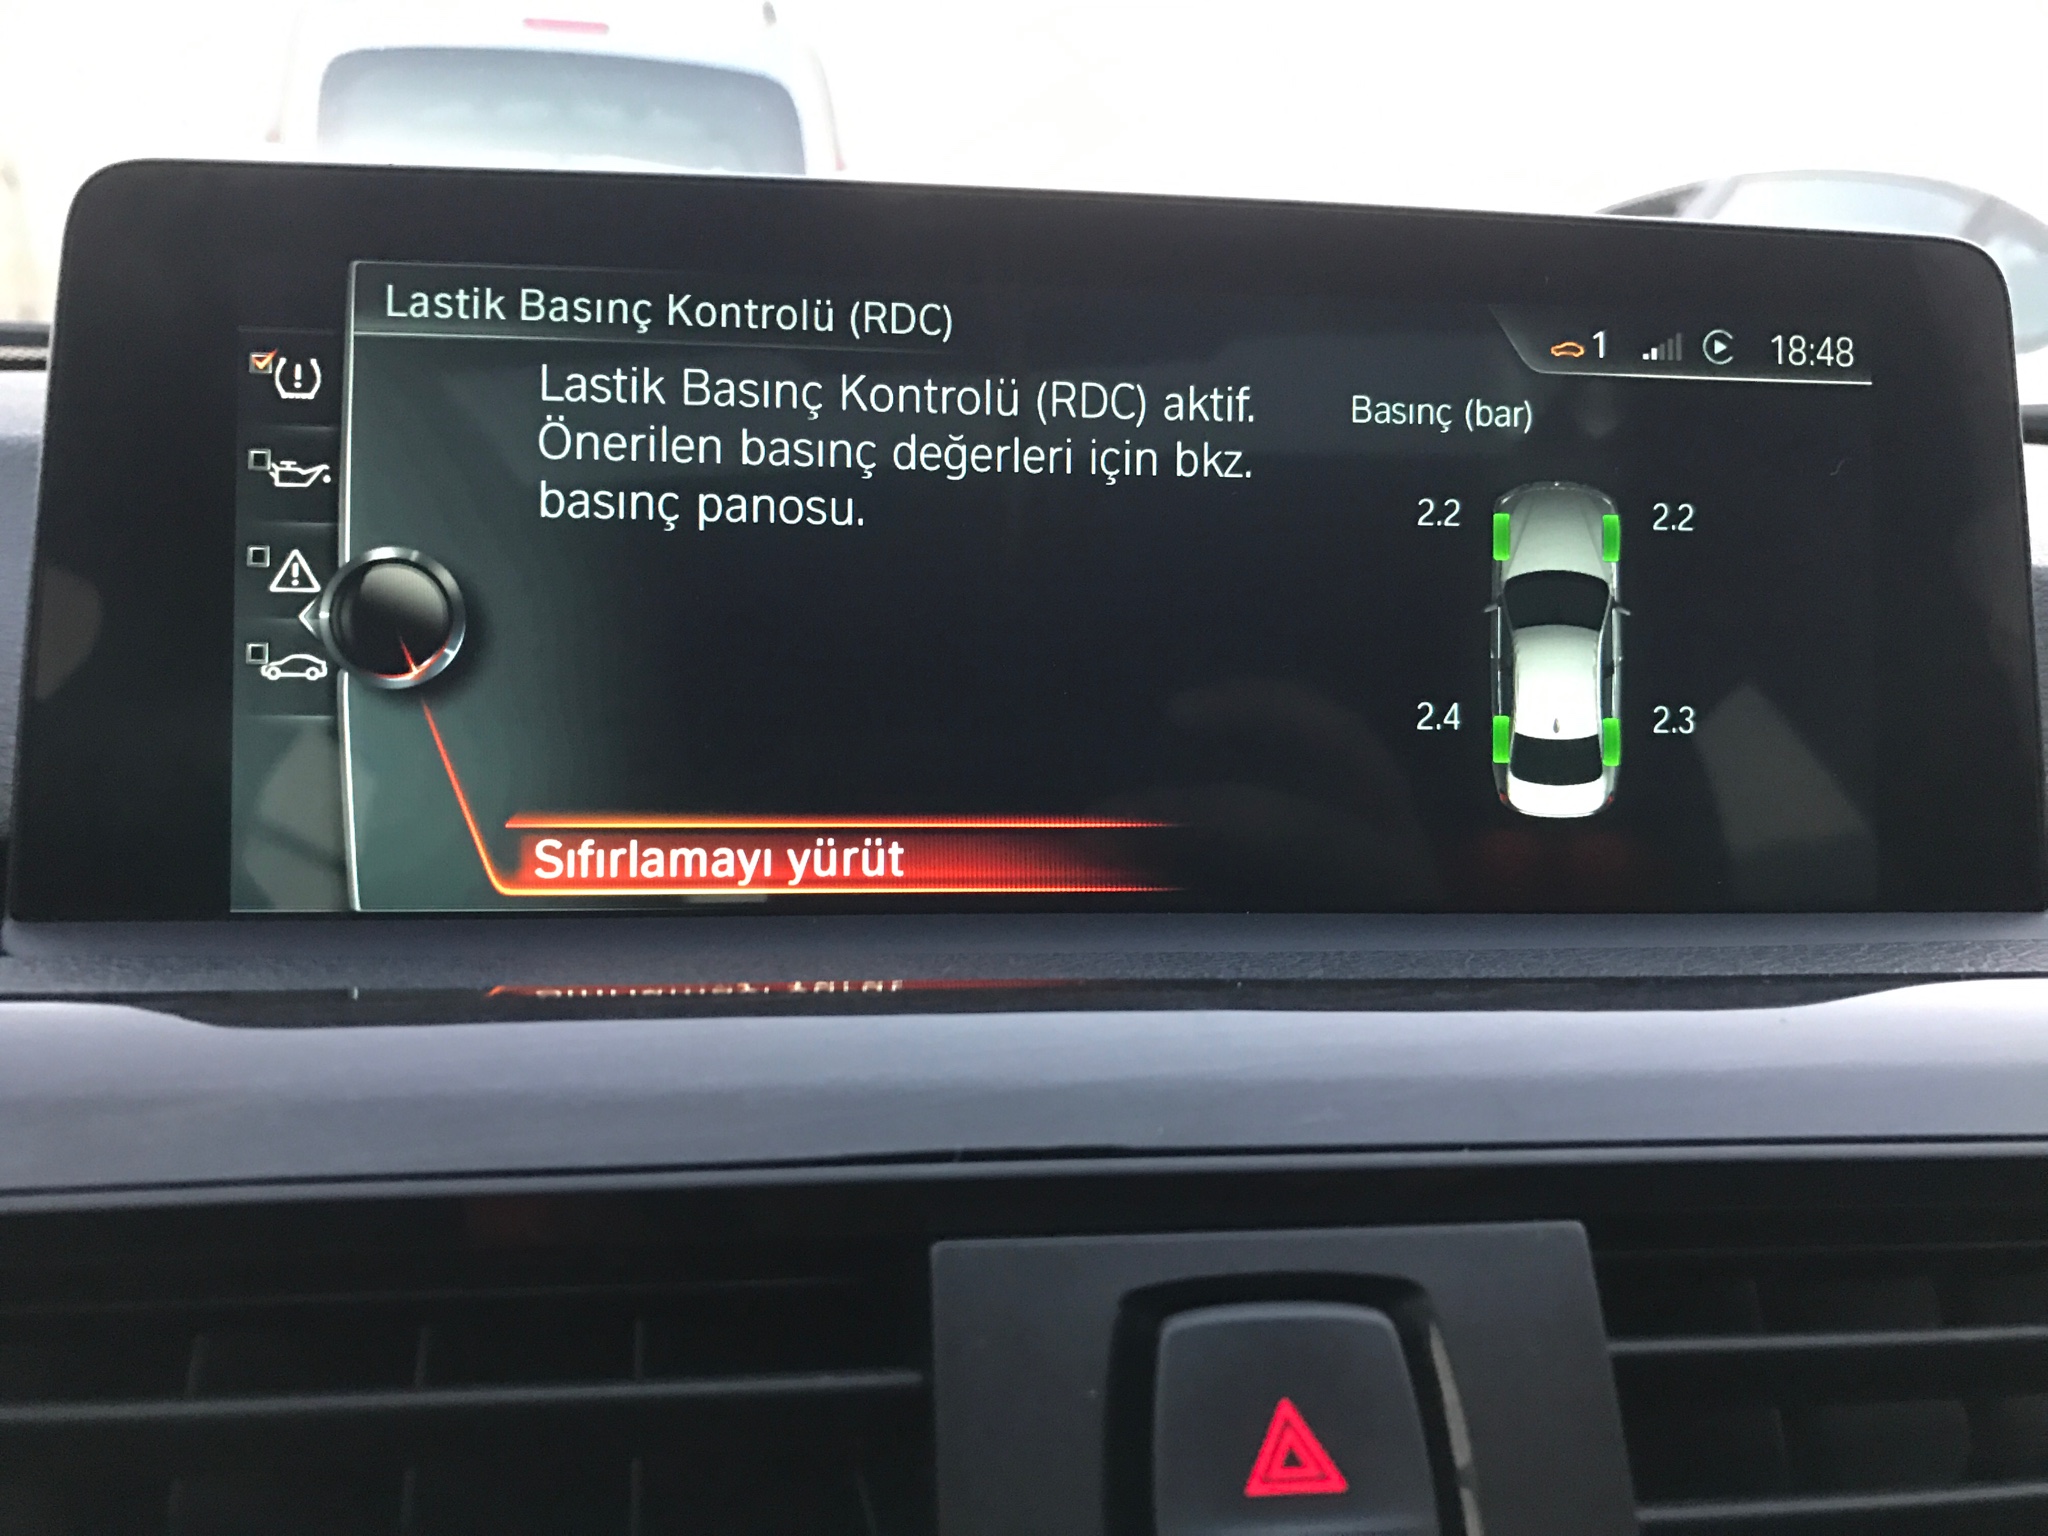 Lastik Basınç Kontrolü (RDC)
1 18:48
Lastik Basınç Kontrolü (RDC) aktif.
Önerilen basınç değerleri için bkz.
basınç panosu.
Basınç (bar)
2.2 2.2
2.4 2.3
Sıfırlamayı yürüt